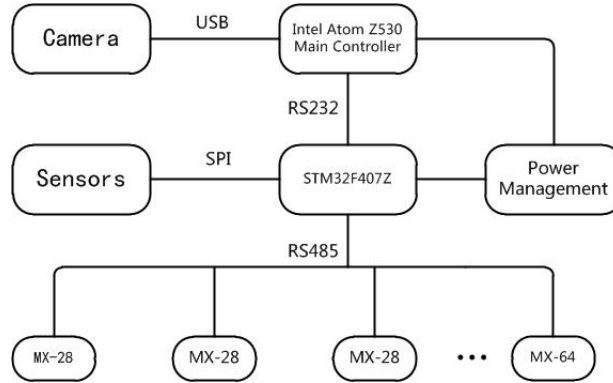 Camera
USB
Intel Atom Z530
Main Controller
RS232
Sensors
SPI
STM32F407Z
Power
Management
RS485
MX-28
MX-28
MX-28
•••
MX-64